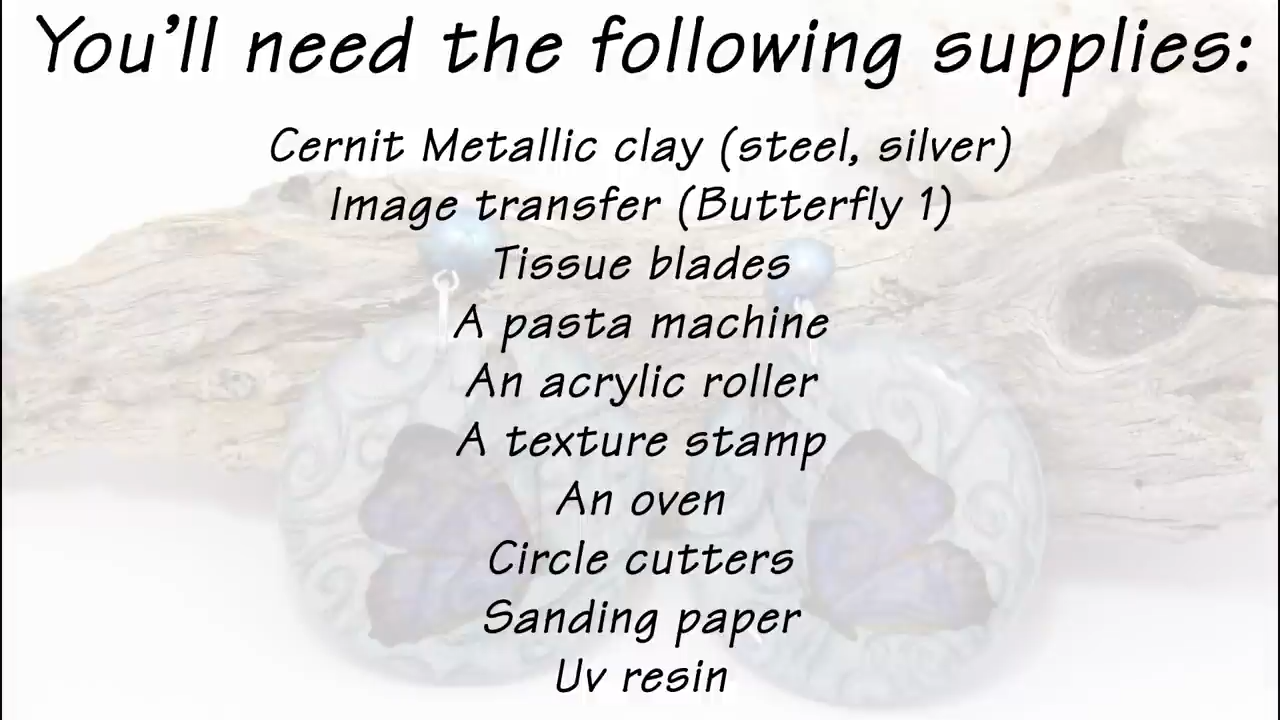 You'll need the following supplies:
Cernit Metallic clay (steel, silver)
Image transfer (Butterfly 1)
Tissue blades
A pasta machine
An acrylic roller
A texture stamp
An oven
Circle cutters
Sanding paper
Uv resin